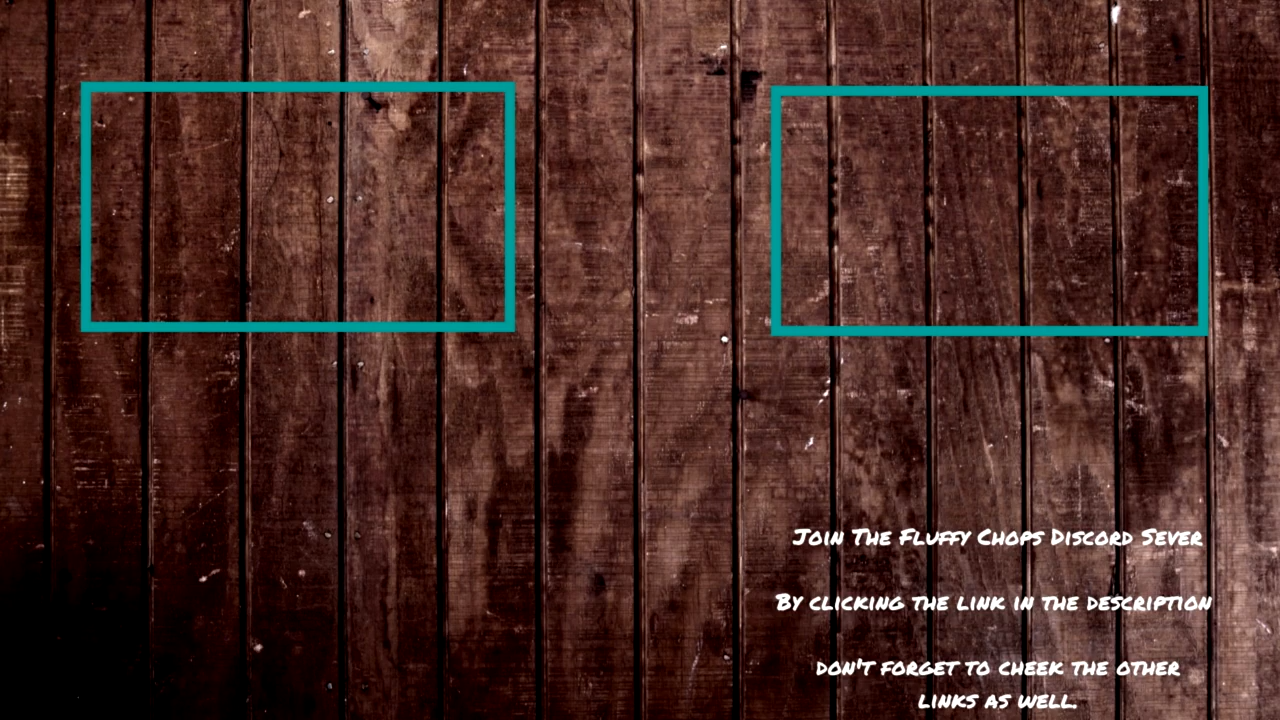 Join The Fluffy Chops Discord Sever
By clicking the link in the description
don't forget to cheek the other
links as well.